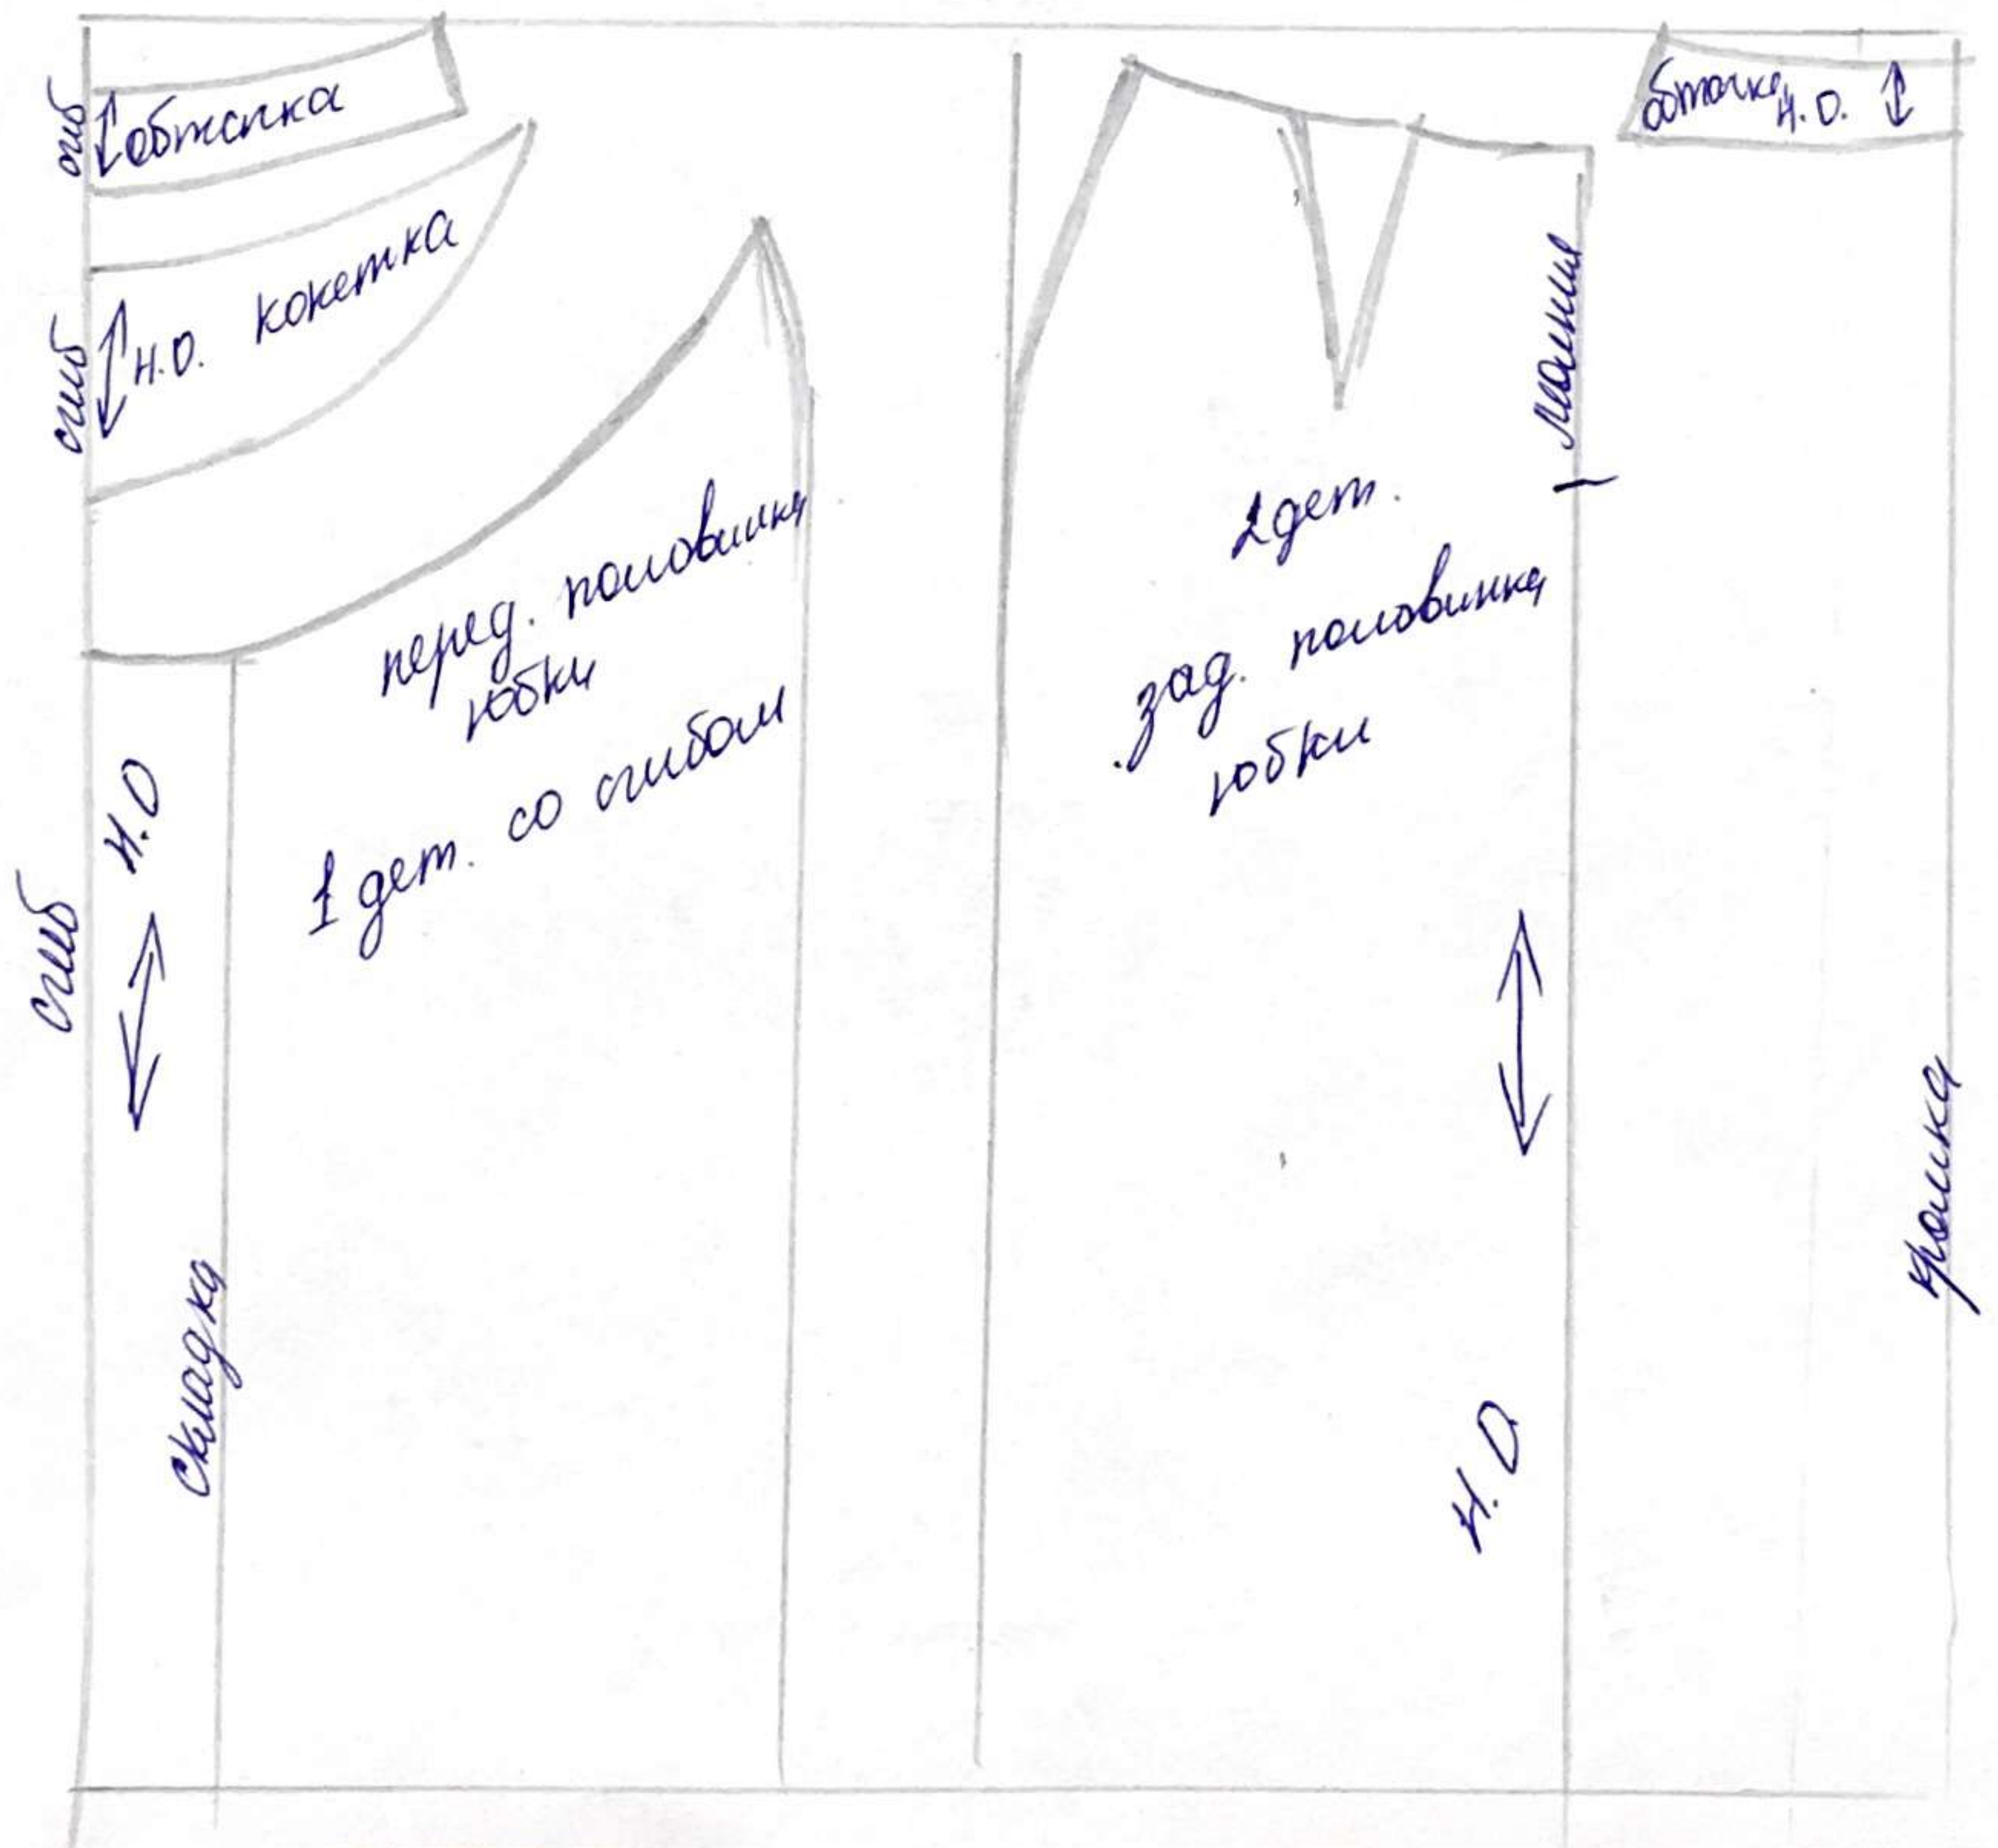 сгиб
обтачка
сгиб
Н.О. кокетка
перед. половинка
юбки
1 дет. со сгибом
сгиб
Н.О
складка
2 дет.
зад. половинка
юбки
молния
Н.О
обтачка
Н.О.
кромка